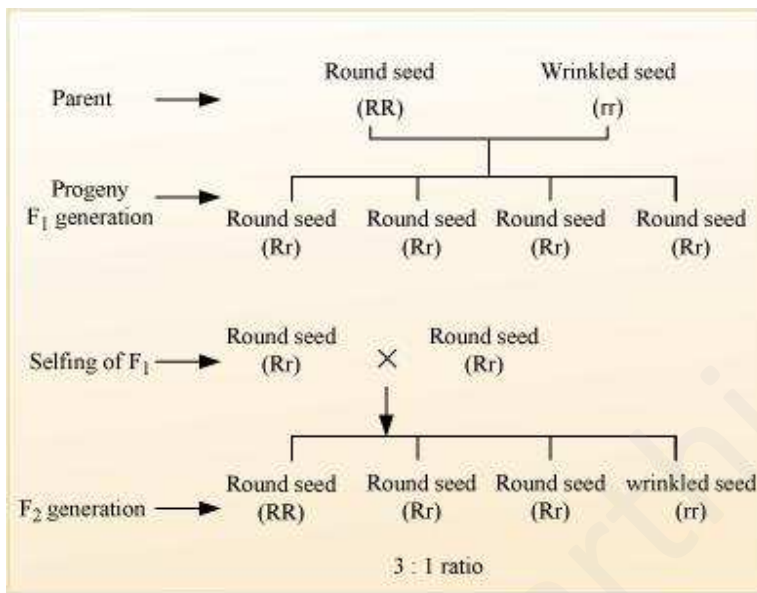 Round seed Wrinkled seed
Parent (RR) (rr)
Progeny
F₁ generation Round seed Round seed Round seed Round seed
(Rr) (Rr) (Rr) (Rr)
Round seed Round seed
Selfing of F₁ (Rr) × (Rr)
Round seed Round seed Round seed wrinkled seed
F₂ generation (RR) (Rr) (Rr) (rr)
3 : 1 ratio